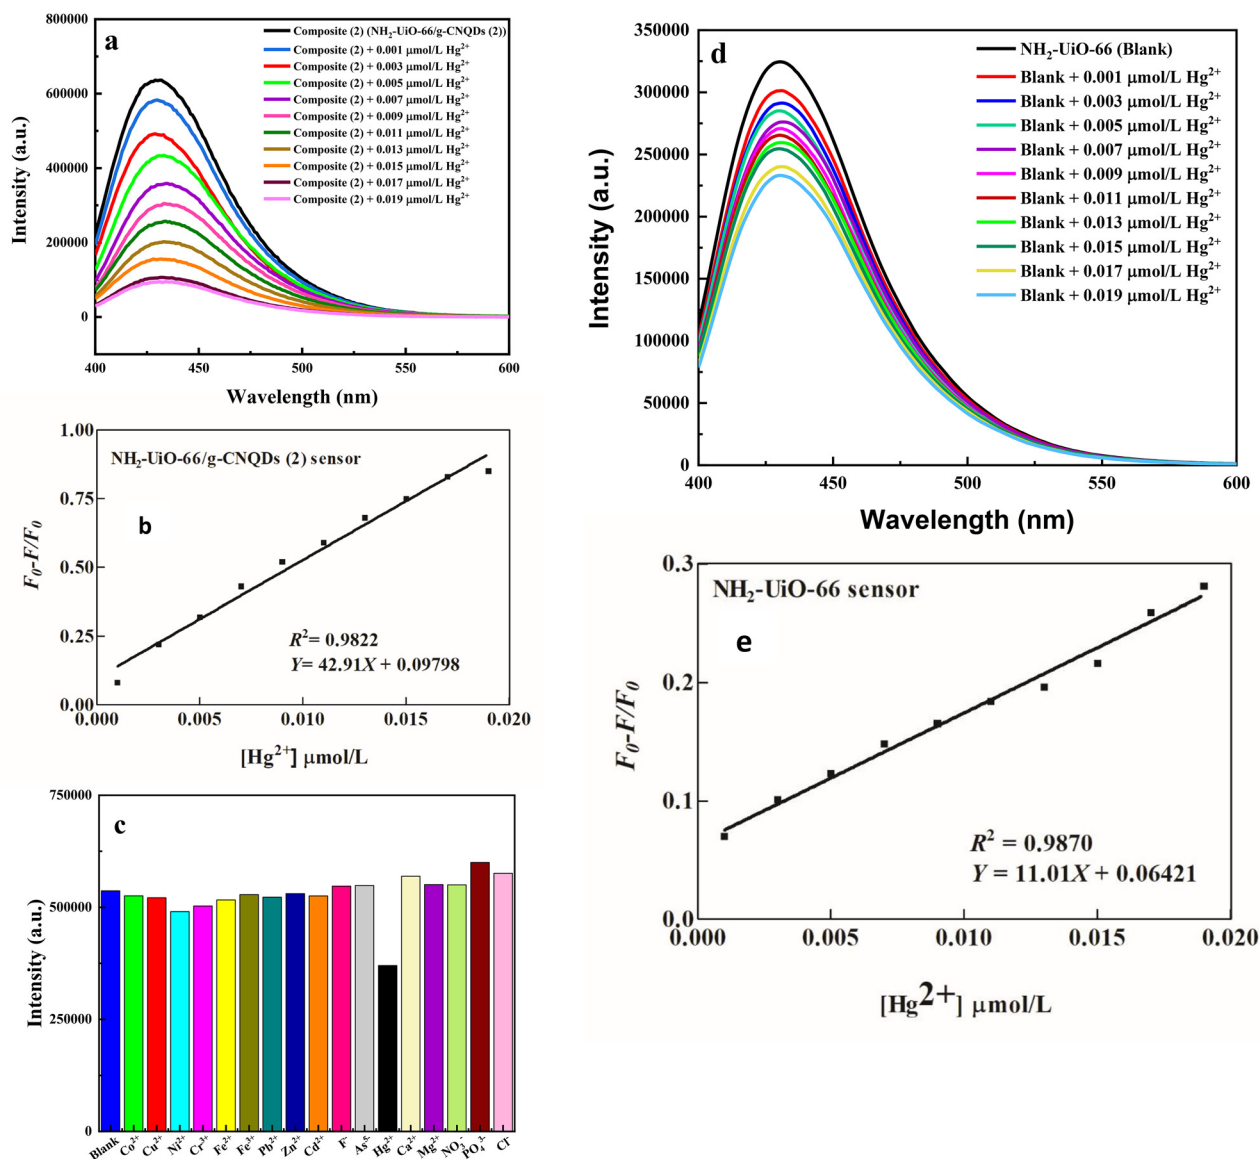 a
800000
600000
400000
200000
0
Intensity (a.u.)
Composite (2) (NH₂-UiO-66/g-CNQDs (2))
Composite (2) + 0.001 μmol/L Hg²⁺
Composite (2) + 0.003 μmol/L Hg²⁺
Composite (2) + 0.005 μmol/L Hg²⁺
Composite (2) + 0.007 μmol/L Hg²⁺
Composite (2) + 0.009 μmol/L Hg²⁺
Composite (2) + 0.011 μmol/L Hg²⁺
Composite (2) + 0.013 μmol/L Hg²⁺
Composite (2) + 0.015 μmol/L Hg²⁺
Composite (2) + 0.017 μmol/L Hg²⁺
Composite (2) + 0.019 μmol/L Hg²⁺
400 450 500 550 600
Wavelength (nm)
1.00
0.75
0.50
0.25
0.00
F₀-F/F₀
NH₂-UiO-66/g-CNQDs (2) sensor
b
R²= 0.9822
Y= 42.91X + 0.09798
0.000 0.005 0.010 0.015 0.020
[Hg²⁺] μmol/L
750000
500000
250000
0
Intensity (a.u.)
c
Blank Co²⁺ Cu²⁺ Ni²⁺ Cr³⁺ Fe²⁺ Fe³⁺ Pb²⁺ Zn²⁺ Cd²⁺ F⁻ As⁵⁻ Hg²⁺ Ca²⁺ Mg²⁺ NO₃⁻ PO₄³⁻ Cl⁻
d
350000
300000
250000
200000
150000
100000
50000
0
Intensity (a.u.)
NH₂-UiO-66 (Blank)
Blank + 0.001 μmol/L Hg²⁺
Blank + 0.003 μmol/L Hg²⁺
Blank + 0.005 μmol/L Hg²⁺
Blank + 0.007 μmol/L Hg²⁺
Blank + 0.009 μmol/L Hg²⁺
Blank + 0.011 μmol/L Hg²⁺
Blank + 0.013 μmol/L Hg²⁺
Blank + 0.015 μmol/L Hg²⁺
Blank + 0.017 μmol/L Hg²⁺
Blank + 0.019 μmol/L Hg²⁺
400 450 500 550 600
Wavelength (nm)
0.3
0.2
0.1
0.0
F₀-F/F₀
NH₂-UiO-66 sensor
e
R² = 0.9870
Y = 11.01X + 0.06421
0.000 0.005 0.010 0.015 0.020
[Hg²⁺] μmol/L